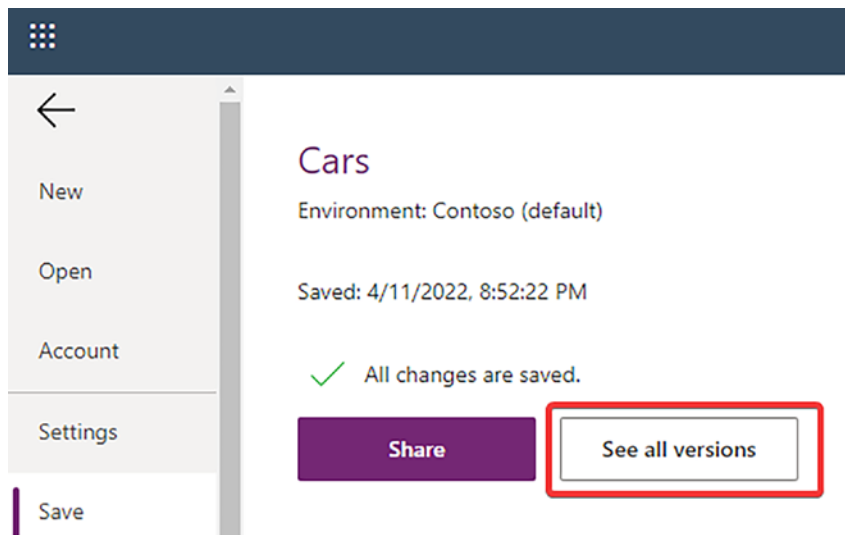 New
Open
Account
Settings
Save
Cars
Environment: Contoso (default)
Saved: 4/11/2022, 8:52:22 PM
All changes are saved.
Share
See all versions